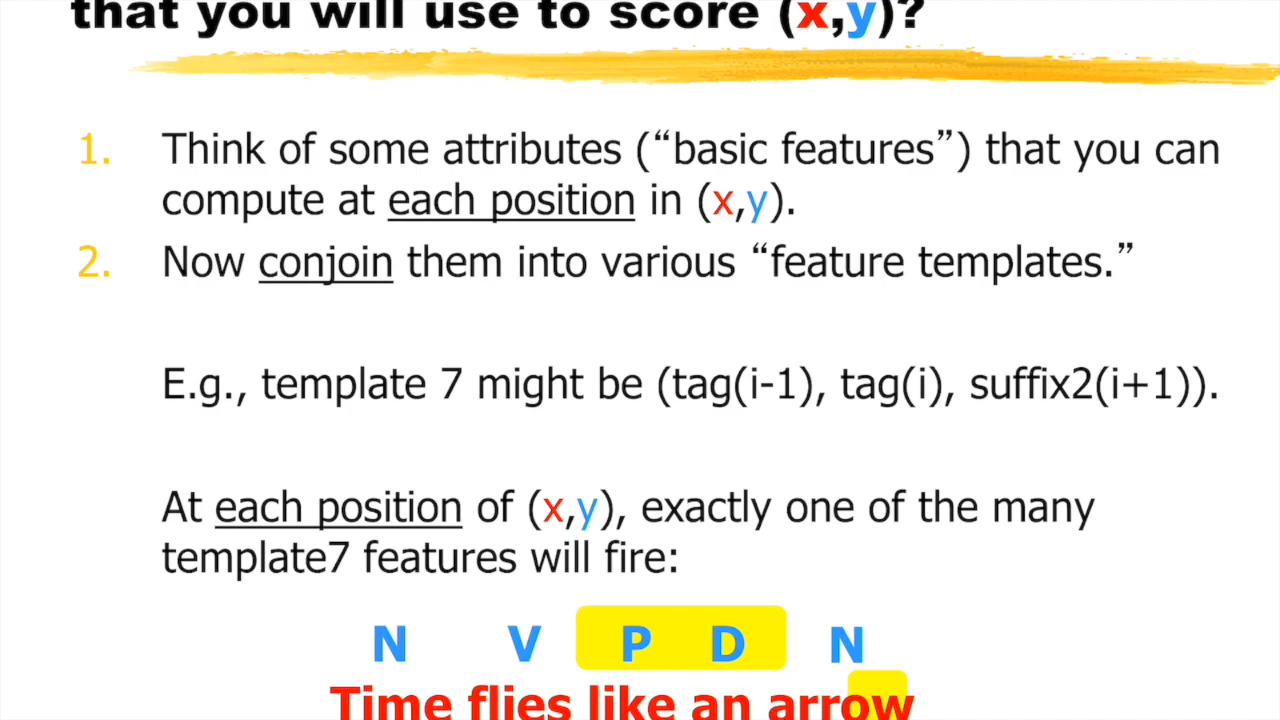 that you will use to score (x,y)?
1. Think of some attributes (“basic features”) that you can
compute at each position in (x,y).
2. Now conjoin them into various “feature templates.”
E.g., template 7 might be (tag(i-1), tag(i), suffix2(i+1)).
At each position of (x,y), exactly one of the many
template7 features will fire:
N V P D N
Time flies like an arrow